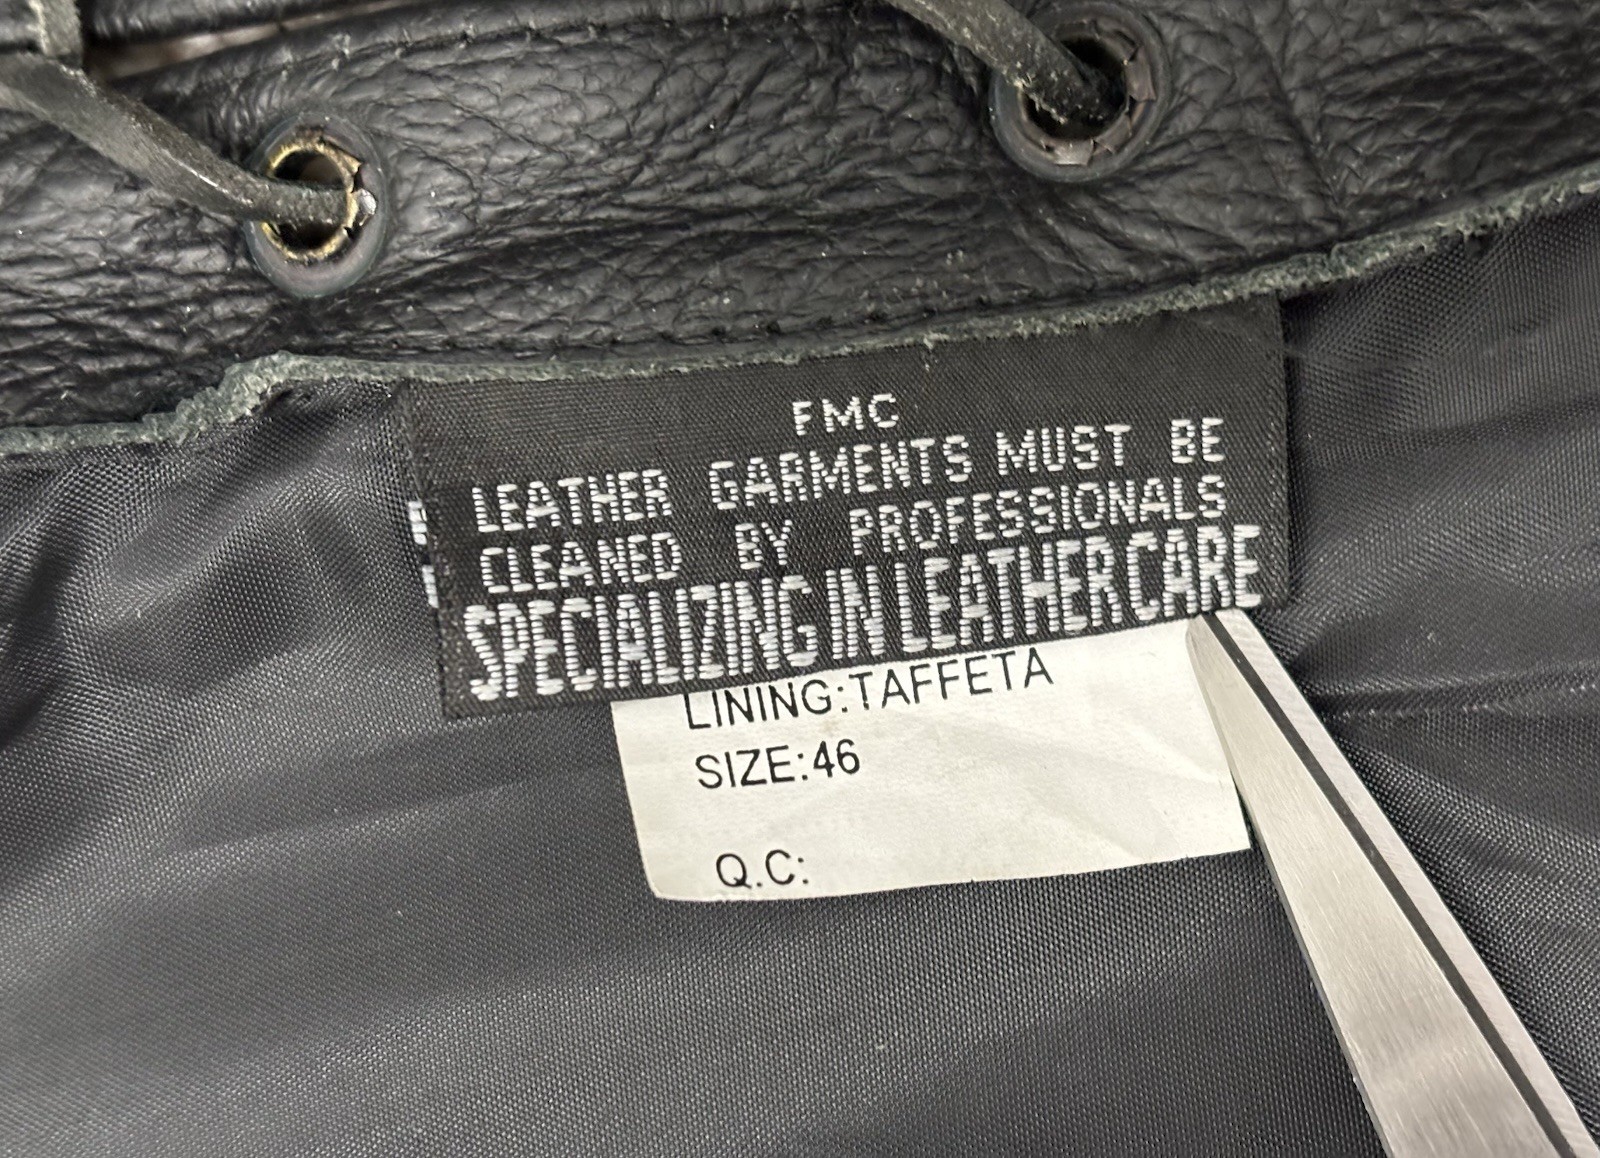 FMC
LEATHER GARMENTS MUST BE
CLEANED BY PROFESSIONALS
SPECIALIZING IN LEATHER CARE
LINING:TAFFETA
SIZE:46
Q.C: